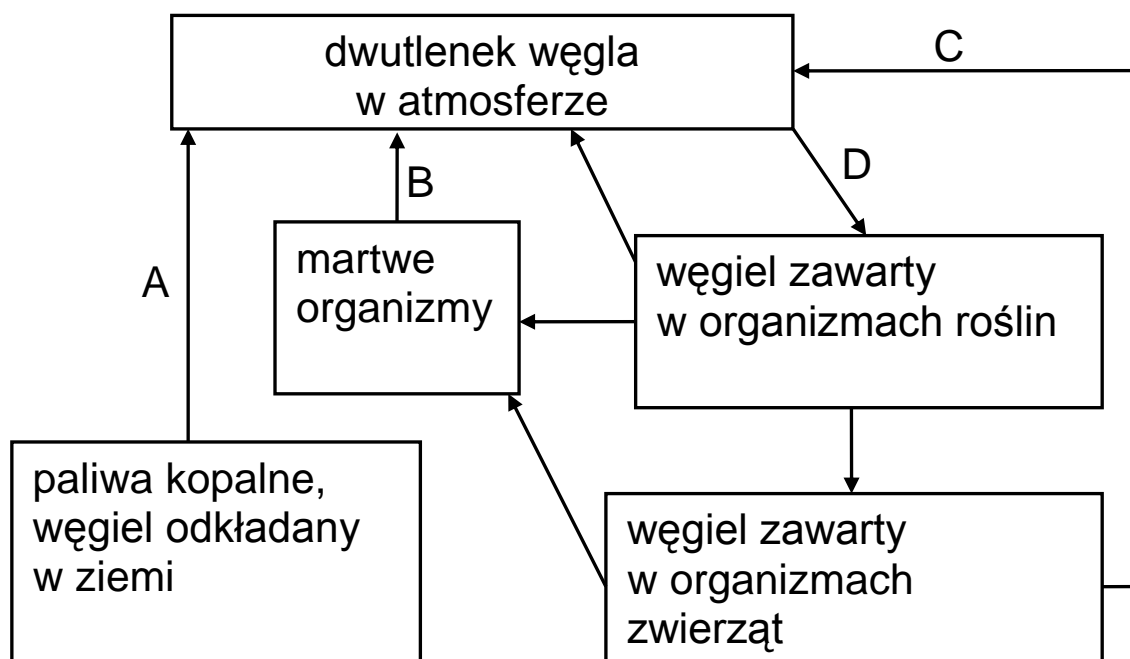 dwutlenek węgla
w atmosferze
C
D
B
A
martwe
organizmy
węgiel zawarty
w organizmach roślin
paliwa kopalne,
węgiel odkładany
w ziemi
węgiel zawarty
w organizmach
zwierząt